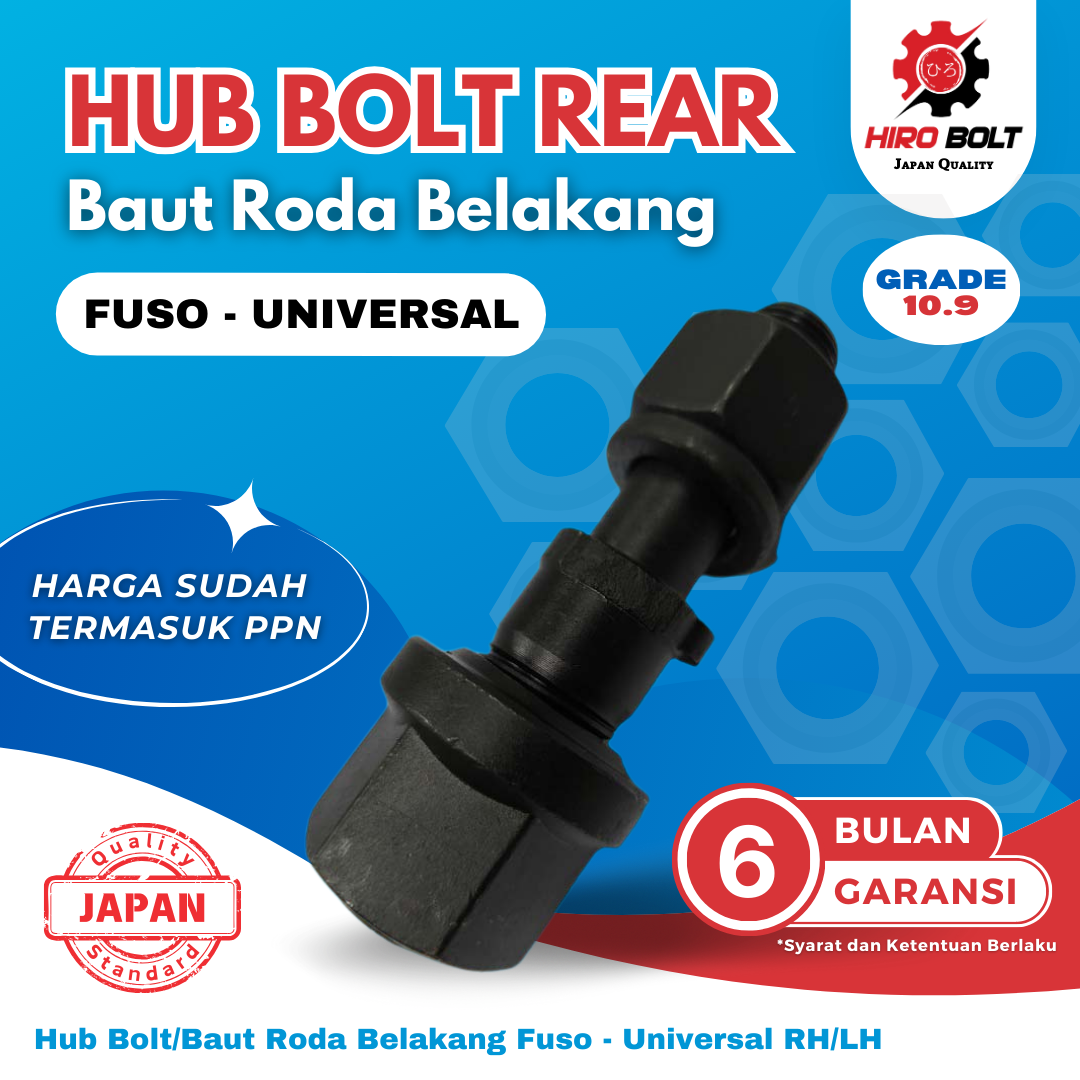 HUB BOLT REAR
Baut Roda Belakang
FUSO - UNIVERSAL
ひろ
HIRO BOLT
JAPAN QUALITY
GRADE
10.9
HARGA SUDAH
TERMASUK PPN
Quality
JAPAN
Standard
6
BULAN
GARANSI
*Syarat dan Ketentuan Berlaku
Hub Bolt/Baut Roda Belakang Fuso - Universal RH/LH